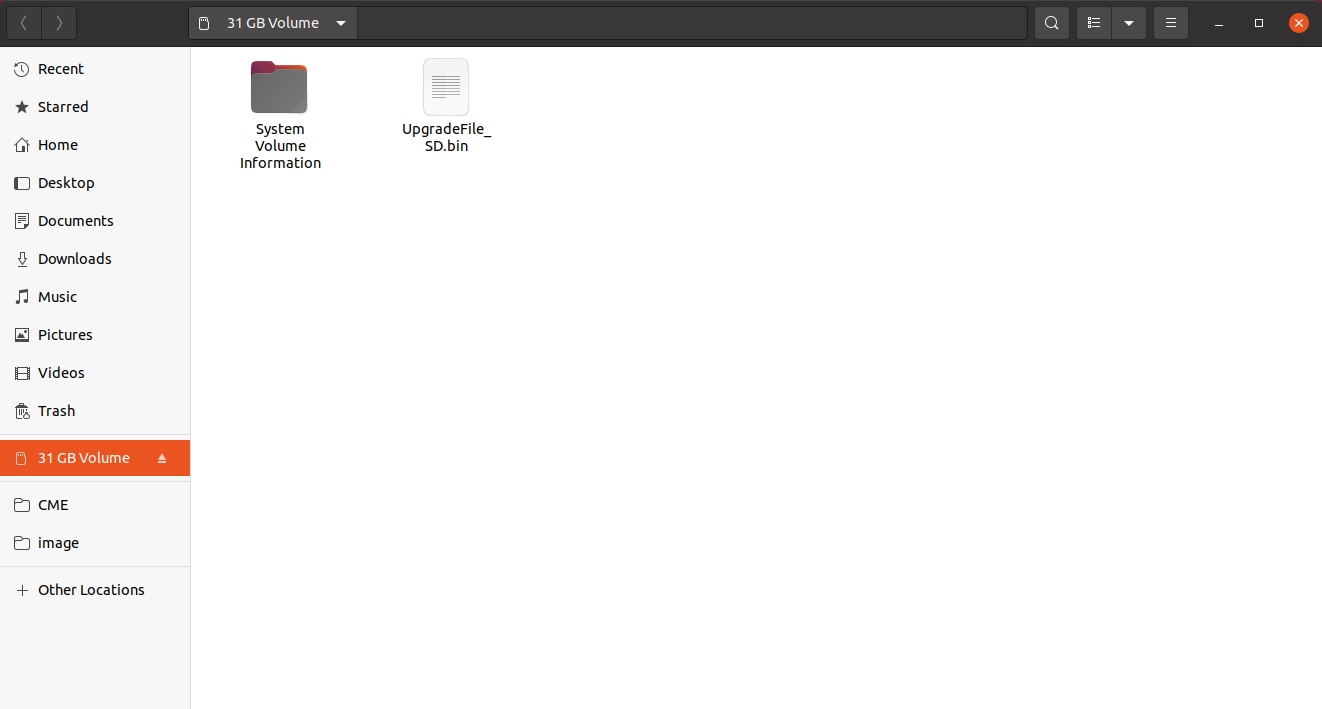 31 GB Volume
Recent
Starred
Home
Desktop
Documents
Downloads
Music
Pictures
Videos
Trash
31 GB Volume
CME
image
Other Locations
System
Volume
Information
UpgradeFile_
SD.bin